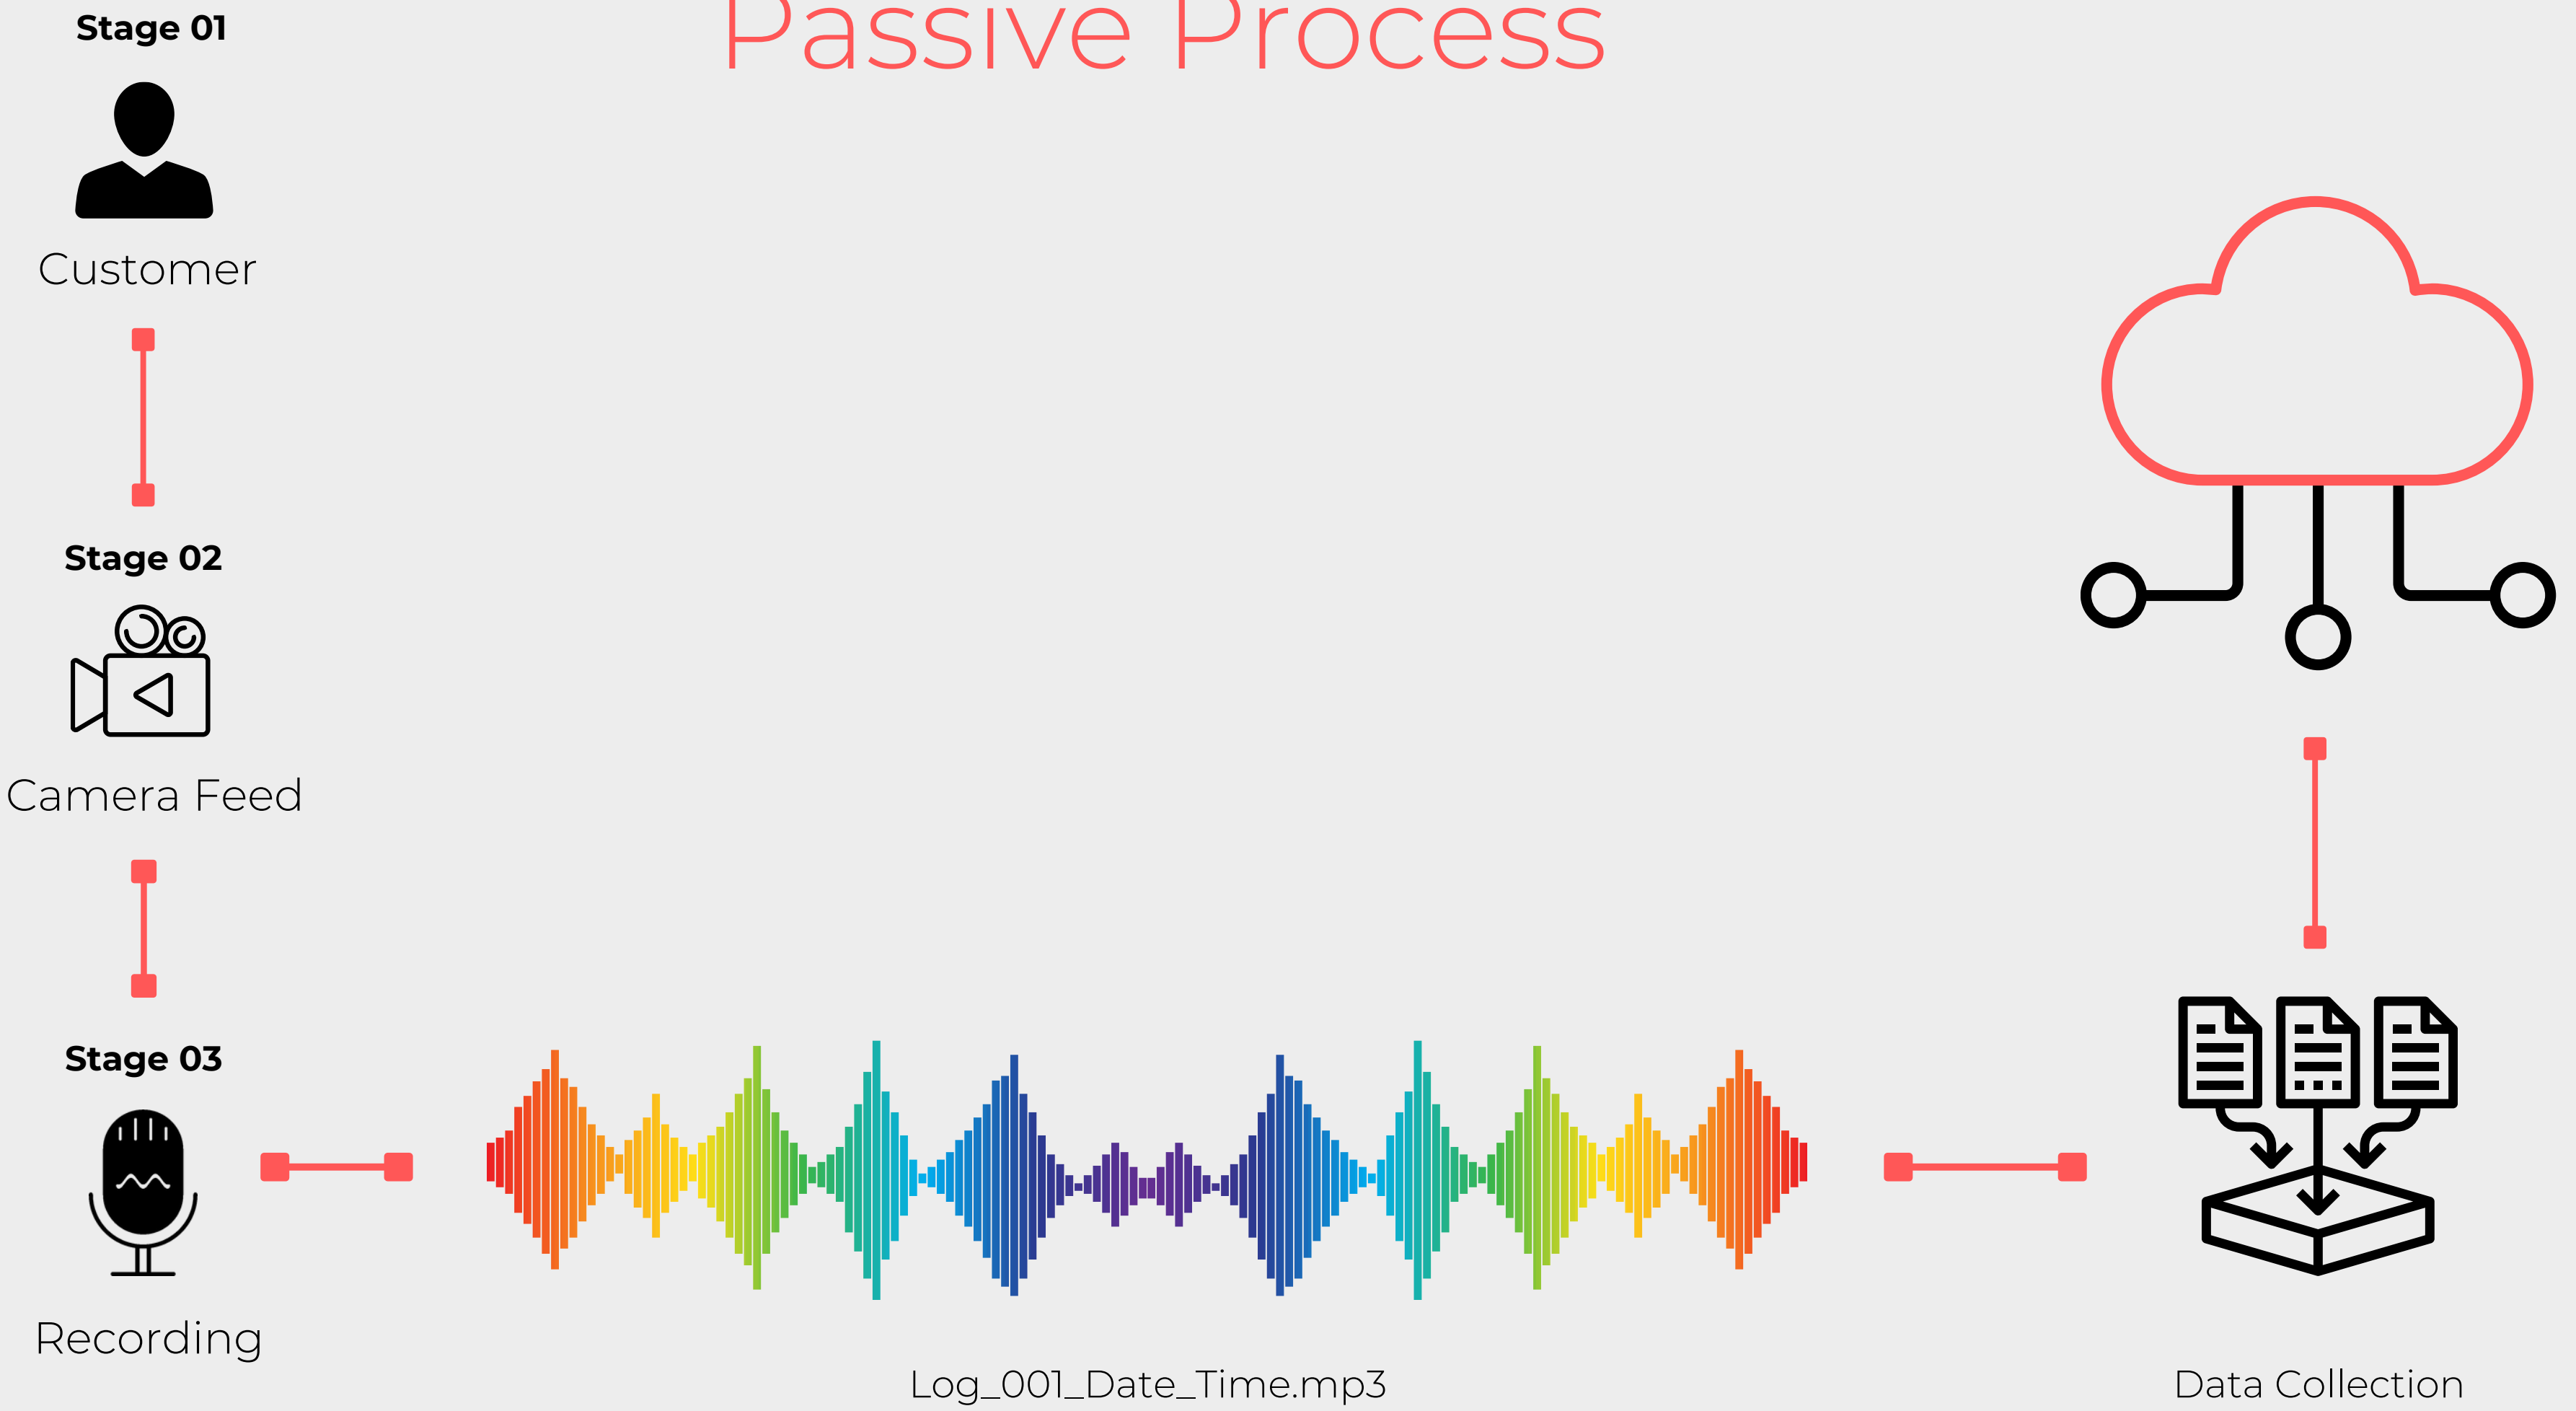 Passive Process
Stage 01
Customer
Stage 02
Camera Feed
Stage 03
Recording
Log_001_Date_Time.mp3
Data Collection